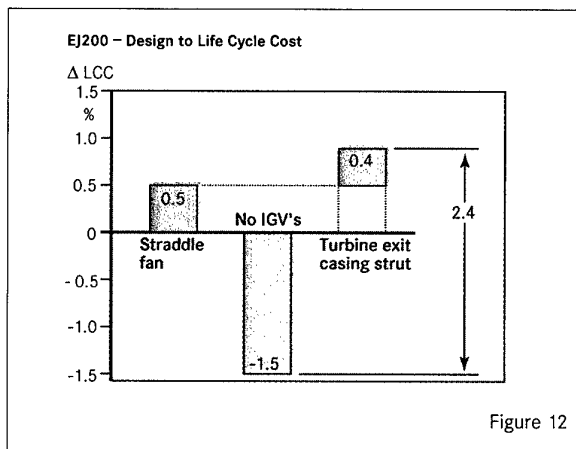 EJ200 – Design to Life Cycle Cost
Δ LCC
1.5
%
1.0
0.5
0
- 0.5
-1.0
-1.5
0.5
Straddle
fan
No IGV's
-1.5
0.4
Turbine exit
casing strut
2.4
Figure 12